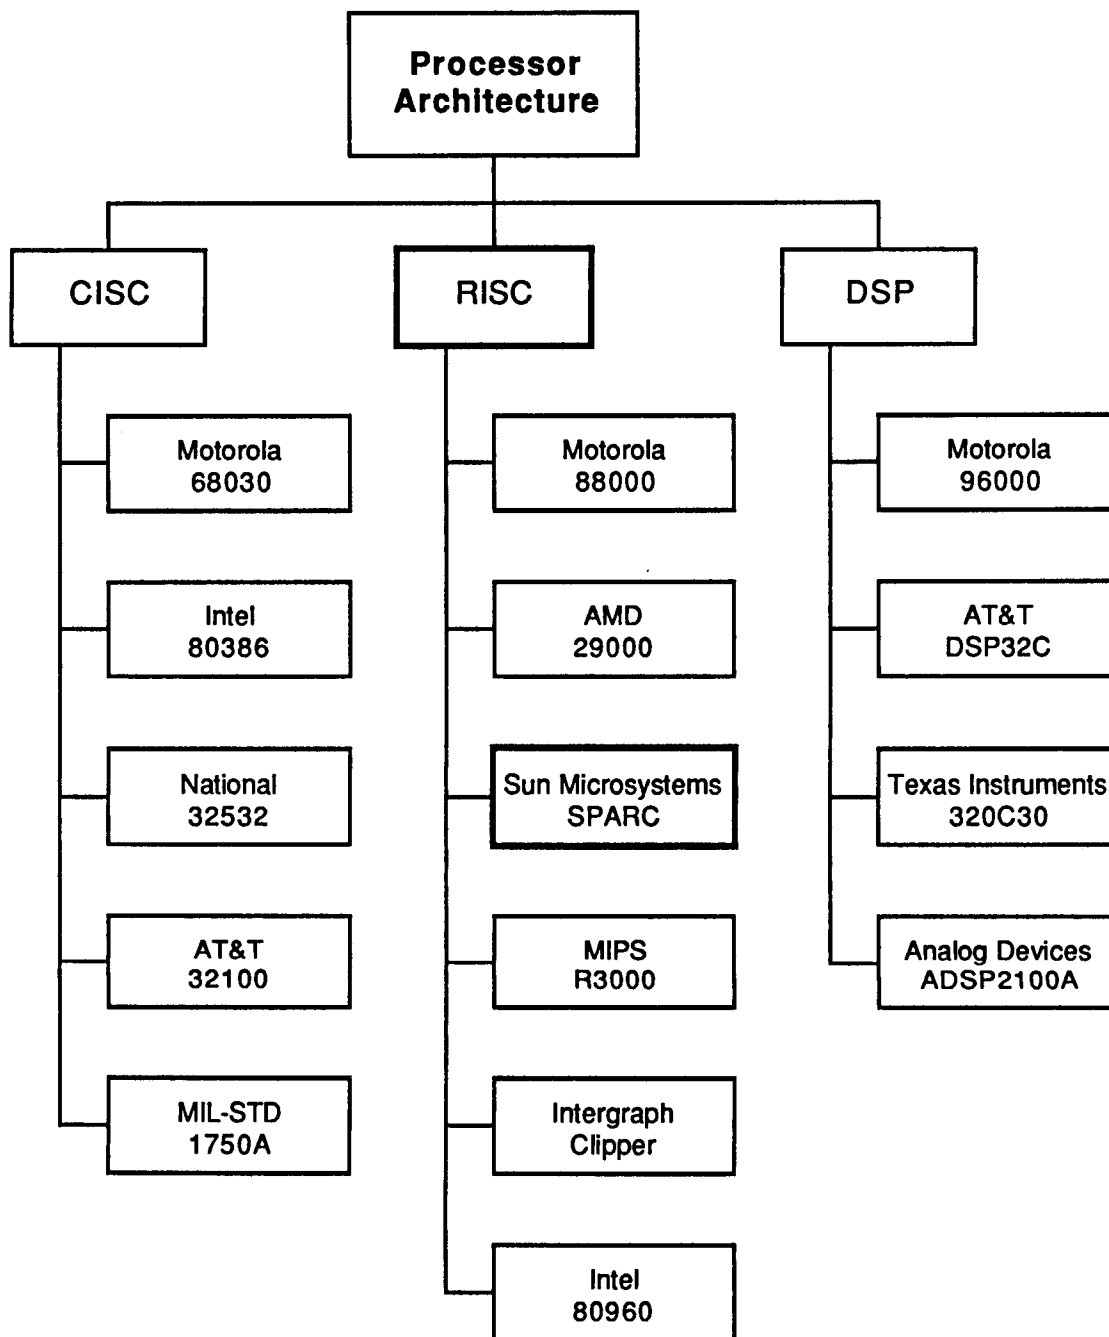 Processor
Architecture
CISC
RISC
DSP
Motorola
68030
Intel
80386
National
32532
AT&T
32100
MIL-STD
1750A
Motorola
88000
AMD
29000
Sun Microsystems
SPARC
MIPS
R3000
Intergraph
Clipper
Intel
80960
Motorola
96000
AT&T
DSP32C
Texas Instruments
320C30
Analog Devices
ADSP2100A